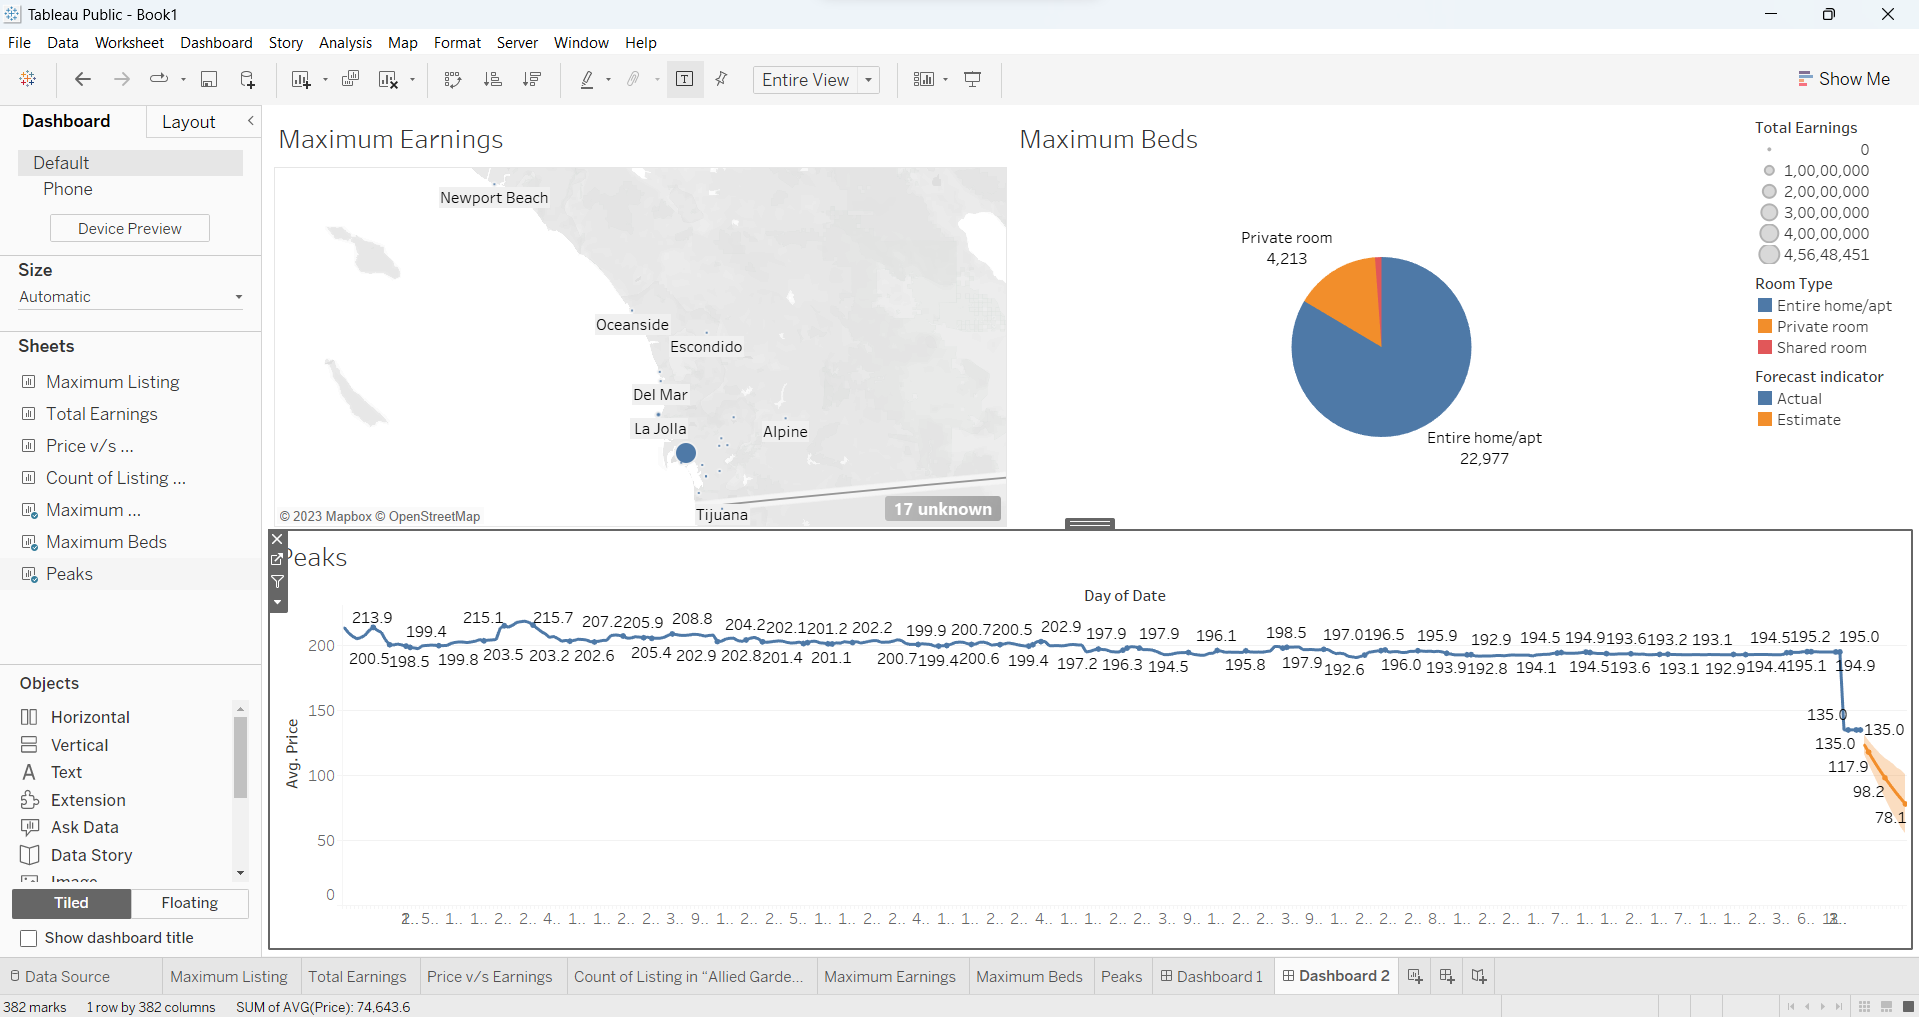 Tableau Public - Book1
File Data Worksheet Dashboard Story Analysis Map Format Server Window Help
Entire View
Show Me
Dashboard Layout
Default
Phone
Device Preview
Size
Automatic
Sheets
Maximum Listing
Total Earnings
Price v/s ...
Count of Listing ...
Maximum ...
Maximum Beds
Peaks
Objects
Horizontal
Vertical
Text
Extension
Ask Data
Data Story
Image
Tiled Floating
Show dashboard title
Maximum Earnings
Newport Beach
Oceanside
Escondido
Del Mar
La Jolla
Alpine
Tijuana
17 unknown
© 2023 Mapbox © OpenStreetMap
Maximum Beds
Private room
4,213
Entire home/apt
22,977
Total Earnings
0
1,00,00,000
2,00,00,000
3,00,00,000
4,00,00,000
4,56,48,451
Room Type
Entire home/apt
Private room
Shared room
Forecast indicator
Actual
Estimate
Peaks
Day of Date
213.9 199.4 215.1 215.7 207.2 205.9 208.8 204.2 202.1 201.2 202.2 199.9 200.7 200.5 202.9 197.9 197.9 196.1 198.5 197.0 196.5 195.9 192.9 194.5 194.9 193.6 193.2 193.1 194.5 195.2 195.0
200.5 198.5 199.8 203.5 203.2 202.6 205.4 202.9 202.8 201.4 201.1 200.7 199.4 200.6 199.4 197.2 196.3 194.5 195.8 197.9 192.6 196.0 193.9 192.8 194.1 194.5 193.6 193.1 192.9 194.4 195.1 194.9
135.0
135.0
135.0
117.9
98.2
78.1
Avg. Price
200
150
100
50
0
5.. 1.. 1.. 2.. 2.. 4.. 1.. 1.. 2.. 2.. 3.. 9.. 1.. 2.. 2.. 5.. 1.. 1.. 2.. 2.. 4.. 1.. 1.. 2.. 2.. 4.. 1.. 1.. 2.. 2.. 3.. 9.. 1.. 2.. 2.. 3.. 9.. 1.. 2.. 2.. 2.. 8.. 1.. 2.. 2.. 1.. 7.. 1.. 1.. 2.. 1.. 7.. 1.. 1.. 2.. 3.. 6..
Data Source Maximum Listing Total Earnings Price v/s Earnings Count of Listing in “Allied Garde... Maximum Earnings Maximum Beds Peaks Dashboard 1 Dashboard 2
382 marks 1 row by 382 columns SUM of AVG(Price): 74,643.6